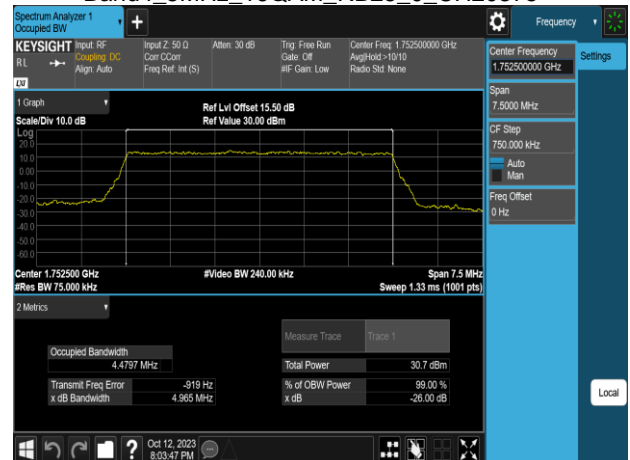 Spectrum Analyzer 1
Occupied BW
+
Frequency
KEYSIGHT
RL
LXI
Input: RF
Coupling: DC
Align: Auto
Input Z: 50 Ω
Corr CCorr
Freq Ref: Int (S)
Atten: 30 dB
Trig: Free Run
Gate: Off
#IF Gain: Low
Center Freq: 1.752500000 GHz
Avg|Hold:>10/10
Radio Std: None
Center Frequency
1.752500000 GHz
Settings
Span
7.5000 MHz
CF Step
750.000 kHz
Auto
Man
Freq Offset
0 Hz
Local
1 Graph
Scale/Div 10.0 dB
Ref Lvl Offset 15.50 dB
Ref Value 30.00 dBm
Log
20.0
10.0
0.00
-10.0
-20.0
-30.0
-40.0
-50.0
-60.0
Center 1.752500 GHz
#Res BW 75.000 kHz
#Video BW 240.00 kHz
Span 7.5 MHz
Sweep 1.33 ms (1001 pts)
2 Metrics
Measure Trace
Trace 1
Occupied Bandwidth
4.4797 MHz
Total Power
30.7 dBm
Transmit Freq Error
-919 Hz
% of OBW Power
99.00 %
x dB Bandwidth
4.965 MHz
x dB
-26.00 dB
?
Oct 12, 2023
8:03:47 PM